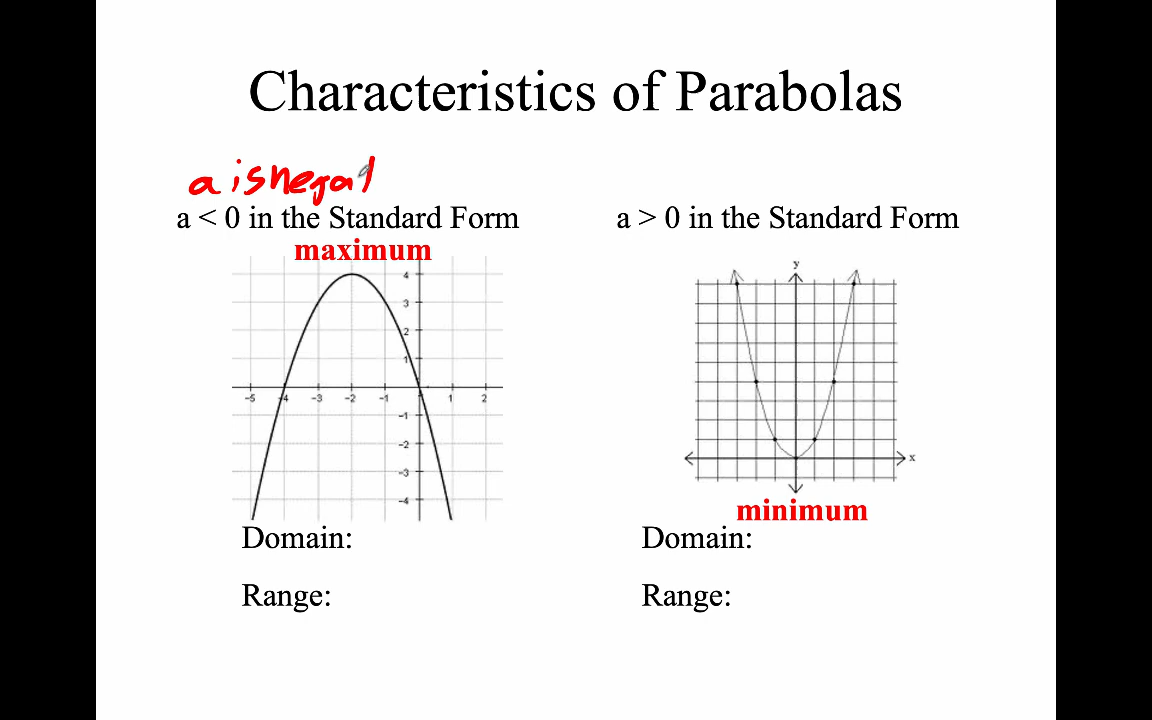 Characteristics of Parabolas
a is negat
a < 0 in the Standard Form
maximum
4
3
2
1
-5 -4 -3 -2 -1 1 2
-1
-2
-3
-4
Domain:
Range:
a > 0 in the Standard Form
y
x
minimum
Domain:
Range: